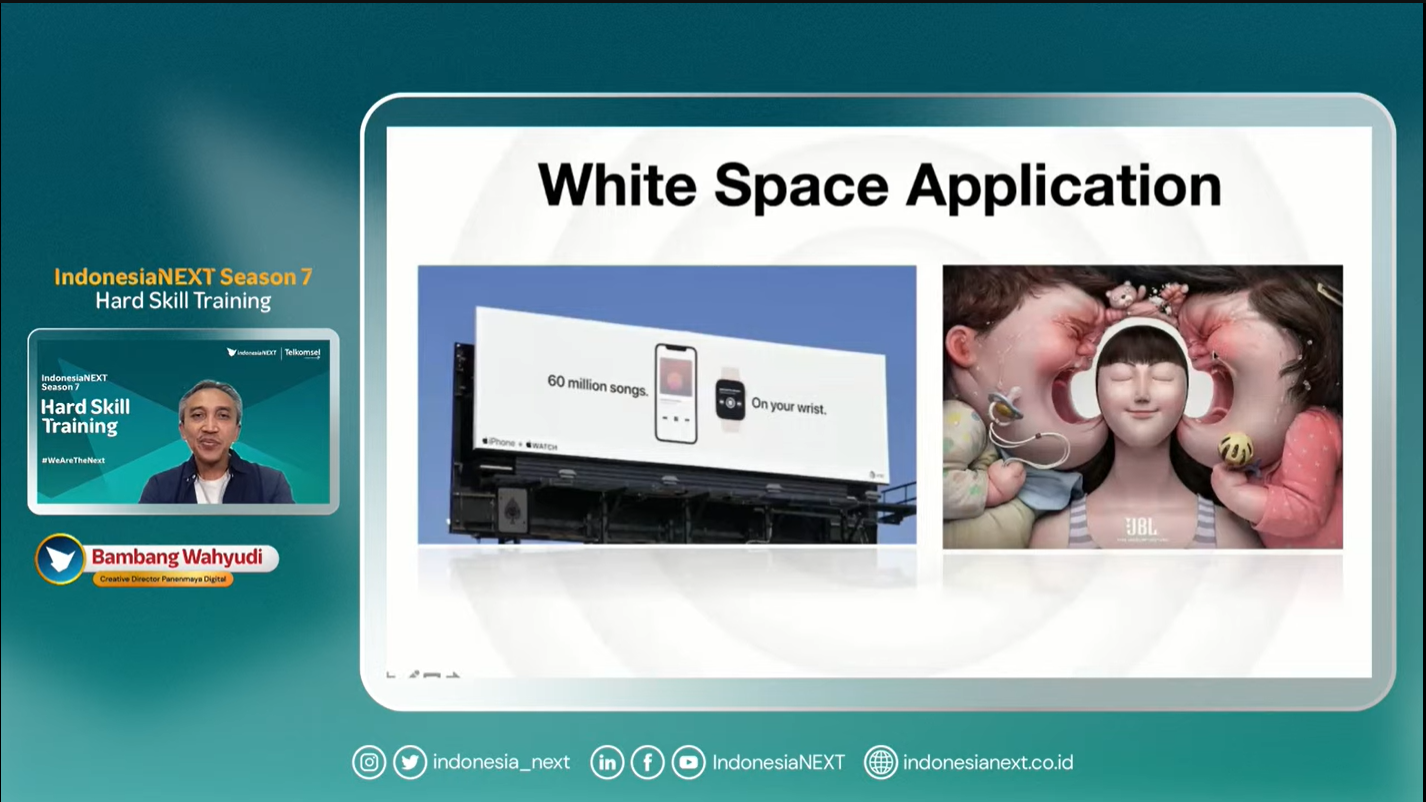 White Space Application
60 million songs.
On your wrist.
iPhone + WATCH
JBL
IndonesiaNEXT Season 7
Hard Skill Training
IndonesiaNEXT | Telkomsel
IndonesiaNEXT
Season 7
Hard Skill
Training
#WeAreTheNext
Bambang Wahyudi
Creative Director Panenmaya Digital
indonesia_next
IndonesiaNEXT
indonesianext.co.id